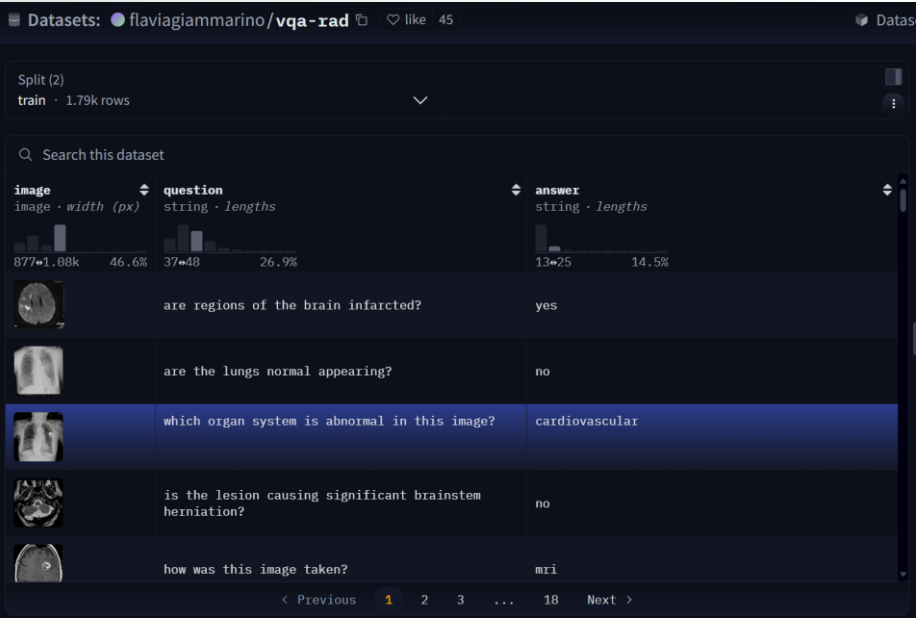 Datasets: flaviagiammarino/vqa-rad like 45
Split (2)
train · 1.79k rows
Search this dataset
image question answer
image · width (px) string · lengths string · lengths
877↔1.08k 46.6% 37↔48 26.9% 13↔25 14.5%
are regions of the brain infarcted? yes
are the lungs normal appearing? no
which organ system is abnormal in this image? cardiovascular
is the lesion causing significant brainstem
herniation? no
how was this image taken? mri
< Previous 1 2 3 ... 18 Next >